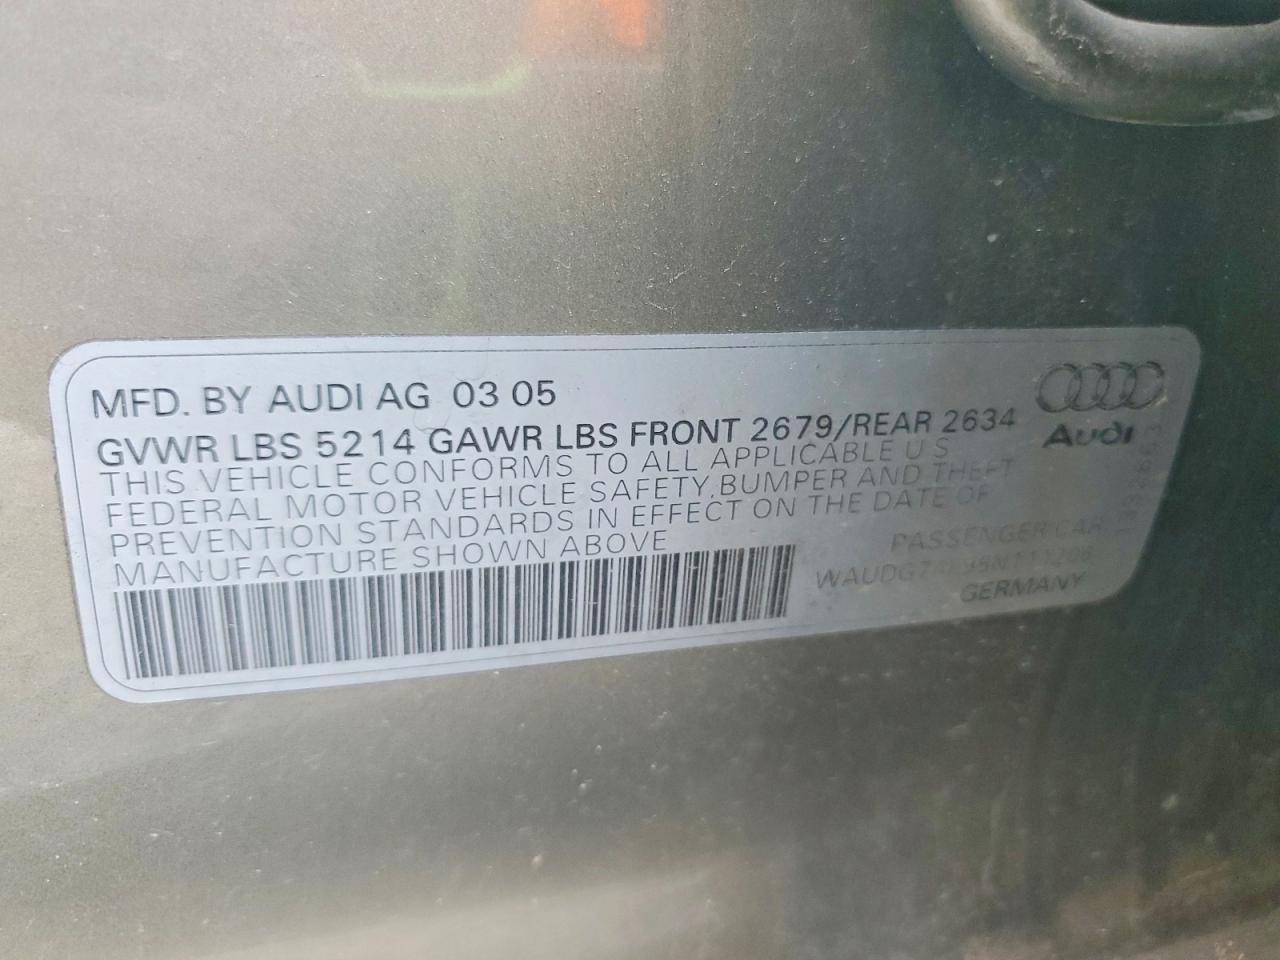 MFD. BY AUDI AG 03 05
GVWR LBS 5214 GAWR LBS FRONT 2679/REAR 2634
THIS VEHICLE CONFORMS TO ALL APPLICABLE U S
FEDERAL MOTOR VEHICLE SAFETY, BUMPER AND THEFT
PREVENTION STANDARDS IN EFFECT ON THE DATE OF
MANUFACTURE SHOWN ABOVE
Audi
PASSENGER CAR
GERMANY